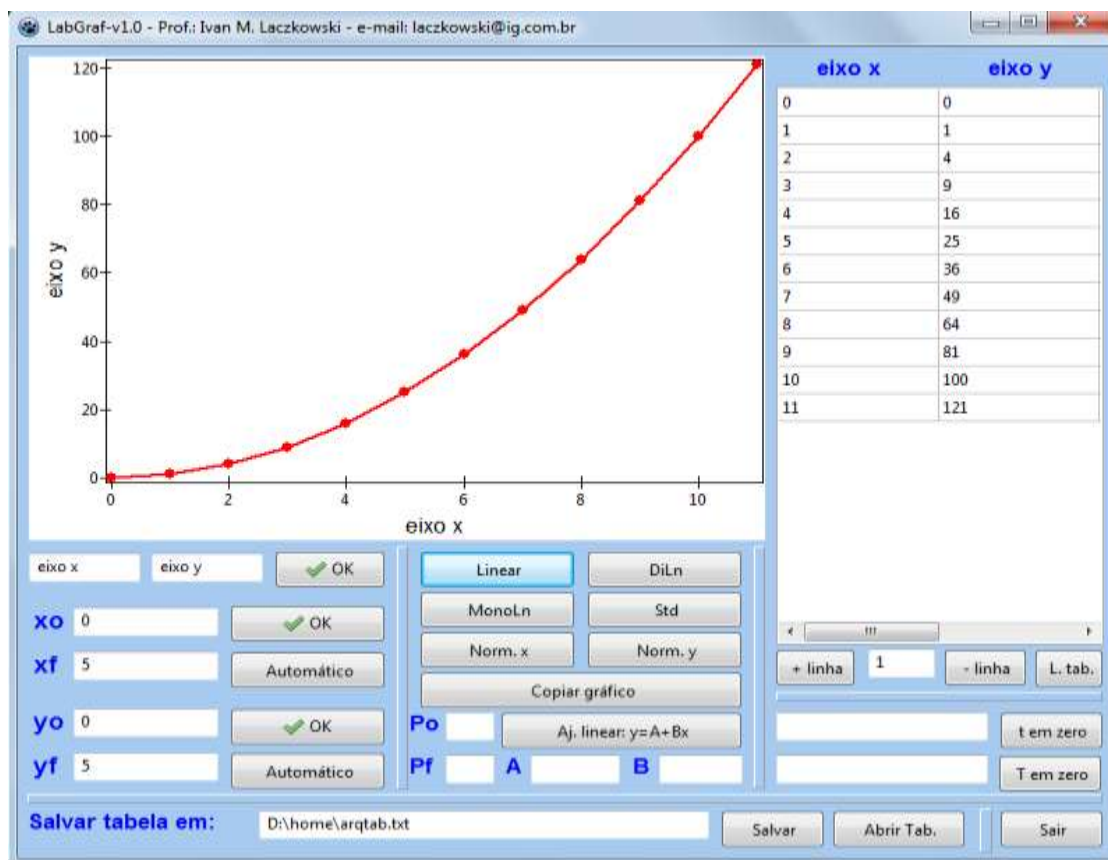 LabGraf-v1.0 - Prof.: Ivan M. Laczkowski - e-mail: laczkowski@ig.com.br
120
100
80
60
40
20
0
eixo y
0 2 4 6 8 10
eixo x
eixo x eixo y
0 0
1 1
2 4
3 9
4 16
5 25
6 36
7 49
8 64
9 81
10 100
11 121
+ linha 1 - linha L. tab.
t em zero
T em zero
eixo x eixo y OK
xo 0 OK
xf 5 Automático
yo 0 OK
yf 5 Automático
Linear DiLn
MonoLn Std
Norm. x Norm. y
Copiar gráfico
Po Aj. linear: y=A+Bx
Pf A B
Salvar tabela em: D:\home\arqtab.txt Salvar Abrir Tab. Sair